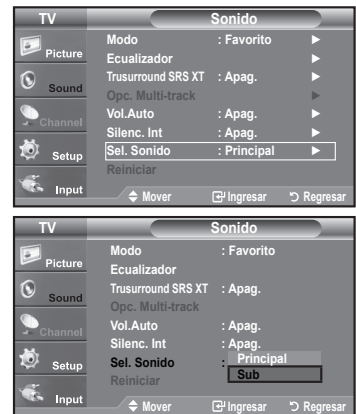 TV Sonido
Picture
Sound
Channel
Setup
Input
Modo : Favorito
Ecualizador
Trusurround SRS XT : Apag.
Opc. Multi-track
Vol.Auto : Apag.
Silenc. Int : Apag.
Sel. Sonido : Principal
Reiniciar
Mover Ingresar Regresar
TV Sonido
Picture
Sound
Channel
Setup
Input
Modo : Favorito
Ecualizador
Trusurround SRS XT : Apag.
Opc. Multi-track
Vol.Auto : Apag.
Silenc. Int : Apag.
Sel. Sonido : Principal
Sub
Reiniciar
Mover Ingresar Regresar